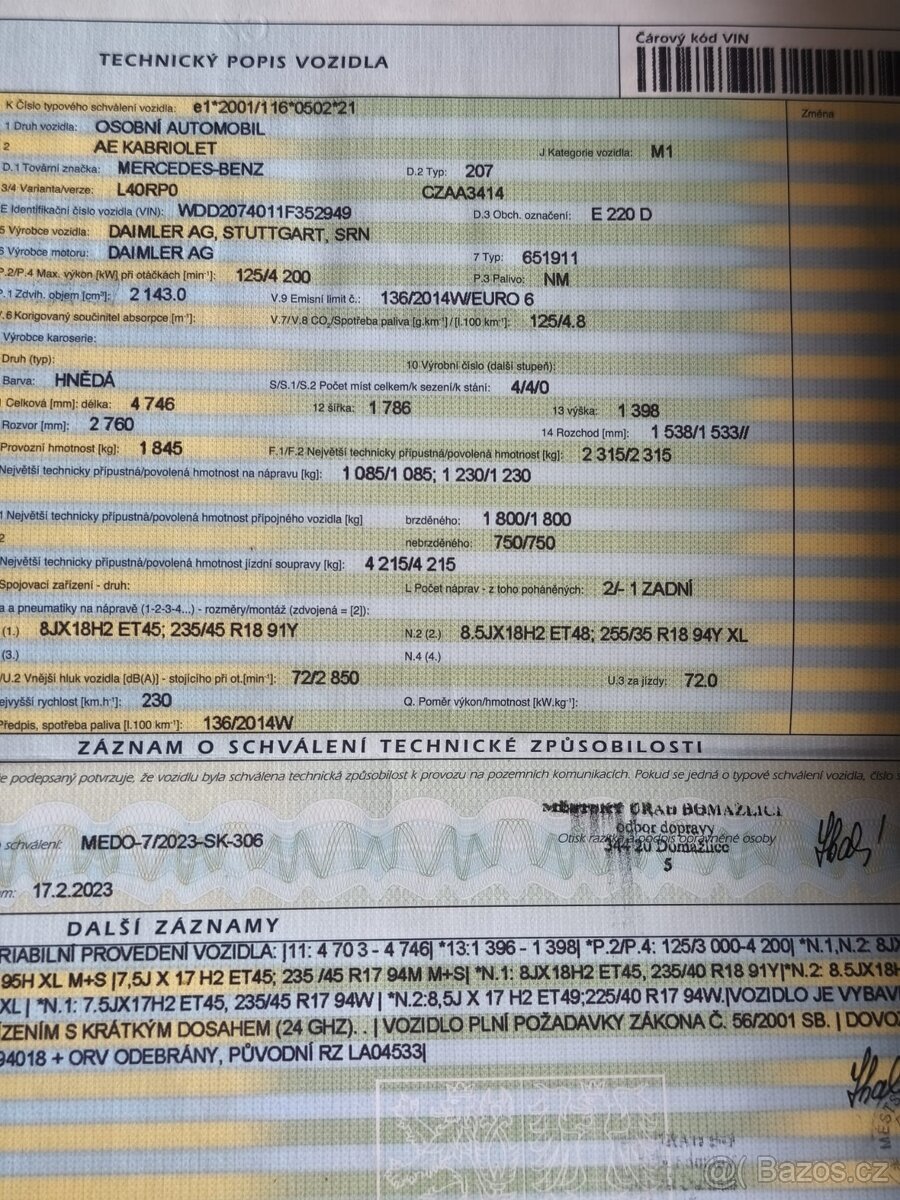 Čárový kód VIN
TECHNICKÝ POPIS VOZIDLA
K Číslo typového schválení vozidla: e1*2001/116*0502*21
Změna
1 Druh vozidla: OSOBNÍ AUTOMOBIL
2 AE KABRIOLET J Kategorie vozidla: M1
D.1 Tovární značka: MERCEDES-BENZ D.2 Typ: 207
3/4 Varianta/verze: L40RP0 CZAA3414
E Identifikační číslo vozidla (VIN): WDD2074011F352949 D.3 Obch. označení: E 220 D
5 Výrobce vozidla: DAIMLER AG, STUTTGART, SRN
6 Výrobce motoru: DAIMLER AG 7 Typ: 651911
P.2/P.4 Max. výkon [kW] při otáčkách [min⁻¹]: 125/4 200 P.3 Palivo: NM
P.1 Zdvih. objem [cm³]: 2 143.0 V.9 Emisní limit č.: 136/2014W/EURO 6
V.6 Korigovaný součinitel absorpce [m⁻¹]: V.7/V.8 CO₂/Spotřeba paliva [g.km⁻¹]/[l.100 km⁻¹]: 125/4.8
Výrobce karoserie:
Druh (typ): 10 Výrobní číslo (další stupeň):
Barva: HNĚDÁ S/S.1/S.2 Počet míst celkem/k sezení/k stání: 4/4/0
Celková [mm]: délka: 4 746 12 šířka: 1 786 13 výška: 1 398
Rozvor [mm]: 2 760 14 Rozchod [mm]: 1 538/1 533//
Provozní hmotnost [kg]: 1 845 F.1/F.2 Největší technicky přípustná/povolená hmotnost [kg]: 2 315/2 315
Největší technicky přípustná/povolená hmotnost na nápravu [kg]: 1 085/1 085; 1 230/1 230
1 Největší technicky přípustná/povolená hmotnost přípojného vozidla [kg] brzděného: 1 800/1 800
2 nebrzděného: 750/750
Největší technicky přípustná/povolená hmotnost jízdní soupravy [kg]: 4 215/4 215
Spojovací zařízení - druh: L Počet náprav - z toho poháněných: 2/- 1 ZADNÍ
a a pneumatiky na nápravě (1-2-3-4...) - rozměry/montáž (zdvojená = [2]):
(1.) 8JX18H2 ET45; 235/45 R18 91Y N.2 (2.) 8.5JX18H2 ET48; 255/35 R18 94Y XL
(3.) N.4 (4.)
/U.2 Vnější hluk vozidla [dB(A)] - stojícího při ot.[min⁻¹]: 72/2 850 U.3 za jízdy: 72.0
ejvyšší rychlost [km.h⁻¹]: 230 Q. Poměr výkon/hmotnost [kW.kg⁻¹]:
Předpis, spotřeba paliva [l.100 km⁻¹]: 136/2014W
ZÁZNAM O SCHVÁLENÍ TECHNICKÉ ZPŮSOBILOSTI
e podepsaný potvrzuje, že vozidlu byla schválena technická způsobilost k provozu na pozemních komunikacích. Pokud se jedná o typové schválení vozidla, číslo s
MĚSTSKÝ ÚŘAD DOMAŽLICE
odbor dopravy
Otisk razítka a podpis oprávněné osoby
344 20 Domažlice
5
schválení: MEDO-7/2023-SK-306
17.2.2023
DALŠÍ ZÁZNAMY
RIABILNÍ PROVEDENÍ VOZIDLA: |11: 4 703 - 4 746| *13:1 396 - 1 398| *P.2/P.4: 125/3 000-4 200| *N.1,N.2: 8JX
95H XL M+S |7,5J X 17 H2 ET45; 235 /45 R17 94M M+S| *N.1: 8JX18H2 ET45, 235/40 R18 91Y|*N.2: 8.5JX18H
XL | *N.1: 7.5JX17H2 ET45, 235/45 R17 94W | *N.2:8,5J X 17 H2 ET49;225/40 R17 94W.|VOZIDLO JE VYBAV
ÍZENÍM S KRÁTKÝM DOSAHEM (24 GHZ). . | VOZIDLO PLNÍ POŽADAVKY ZÁKONA Č. 56/2001 SB. | DOVO
94018 + ORV ODEBRÁNY, PŮVODNÍ RZ LA04533|
Bazos.cz